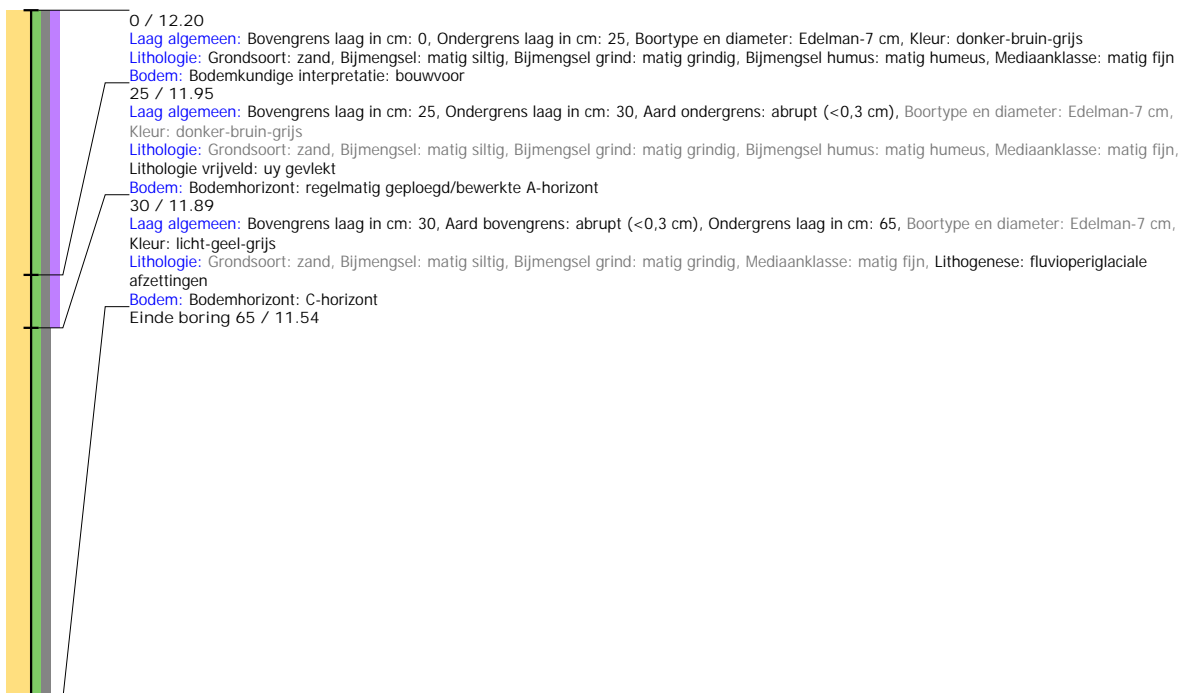 0 / 12.20
Laag algemeen: Bovengrens laag in cm: 0, Ondergrens laag in cm: 25, Boortype en diameter: Edelman-7 cm, Kleur: donker-bruin-grijs
Lithologie: Grondsoort: zand, Bijmengsel: matig siltig, Bijmengsel grind: matig grindig, Bijmengsel humus: matig humeus, Mediaanklasse: matig fijn
Bodem: Bodemkundige interpretatie: bouwvoor
25 / 11.95
Laag algemeen: Bovengrens laag in cm: 25, Ondergrens laag in cm: 30, Aard ondergrens: abrupt (<0,3 cm), Boortype en diameter: Edelman-7 cm,
Kleur: donker-bruin-grijs
Lithologie: Grondsoort: zand, Bijmengsel: matig siltig, Bijmengsel grind: matig grindig, Bijmengsel humus: matig humeus, Mediaanklasse: matig fijn,
Lithologie vrijveld: uy gevlekt
Bodem: Bodemhorizont: regelmatig geploegd/bewerkte A-horizont
30 / 11.89
Laag algemeen: Bovengrens laag in cm: 30, Aard bovengrens: abrupt (<0,3 cm), Ondergrens laag in cm: 65, Boortype en diameter: Edelman-7 cm,
Kleur: licht-geel-grijs
Lithologie: Grondsoort: zand, Bijmengsel: matig siltig, Bijmengsel grind: matig grindig, Mediaanklasse: matig fijn, Lithogenese: fluvioperiglaciale
afzettingen
Bodem: Bodemhorizont: C-horizont
Einde boring 65 / 11.54